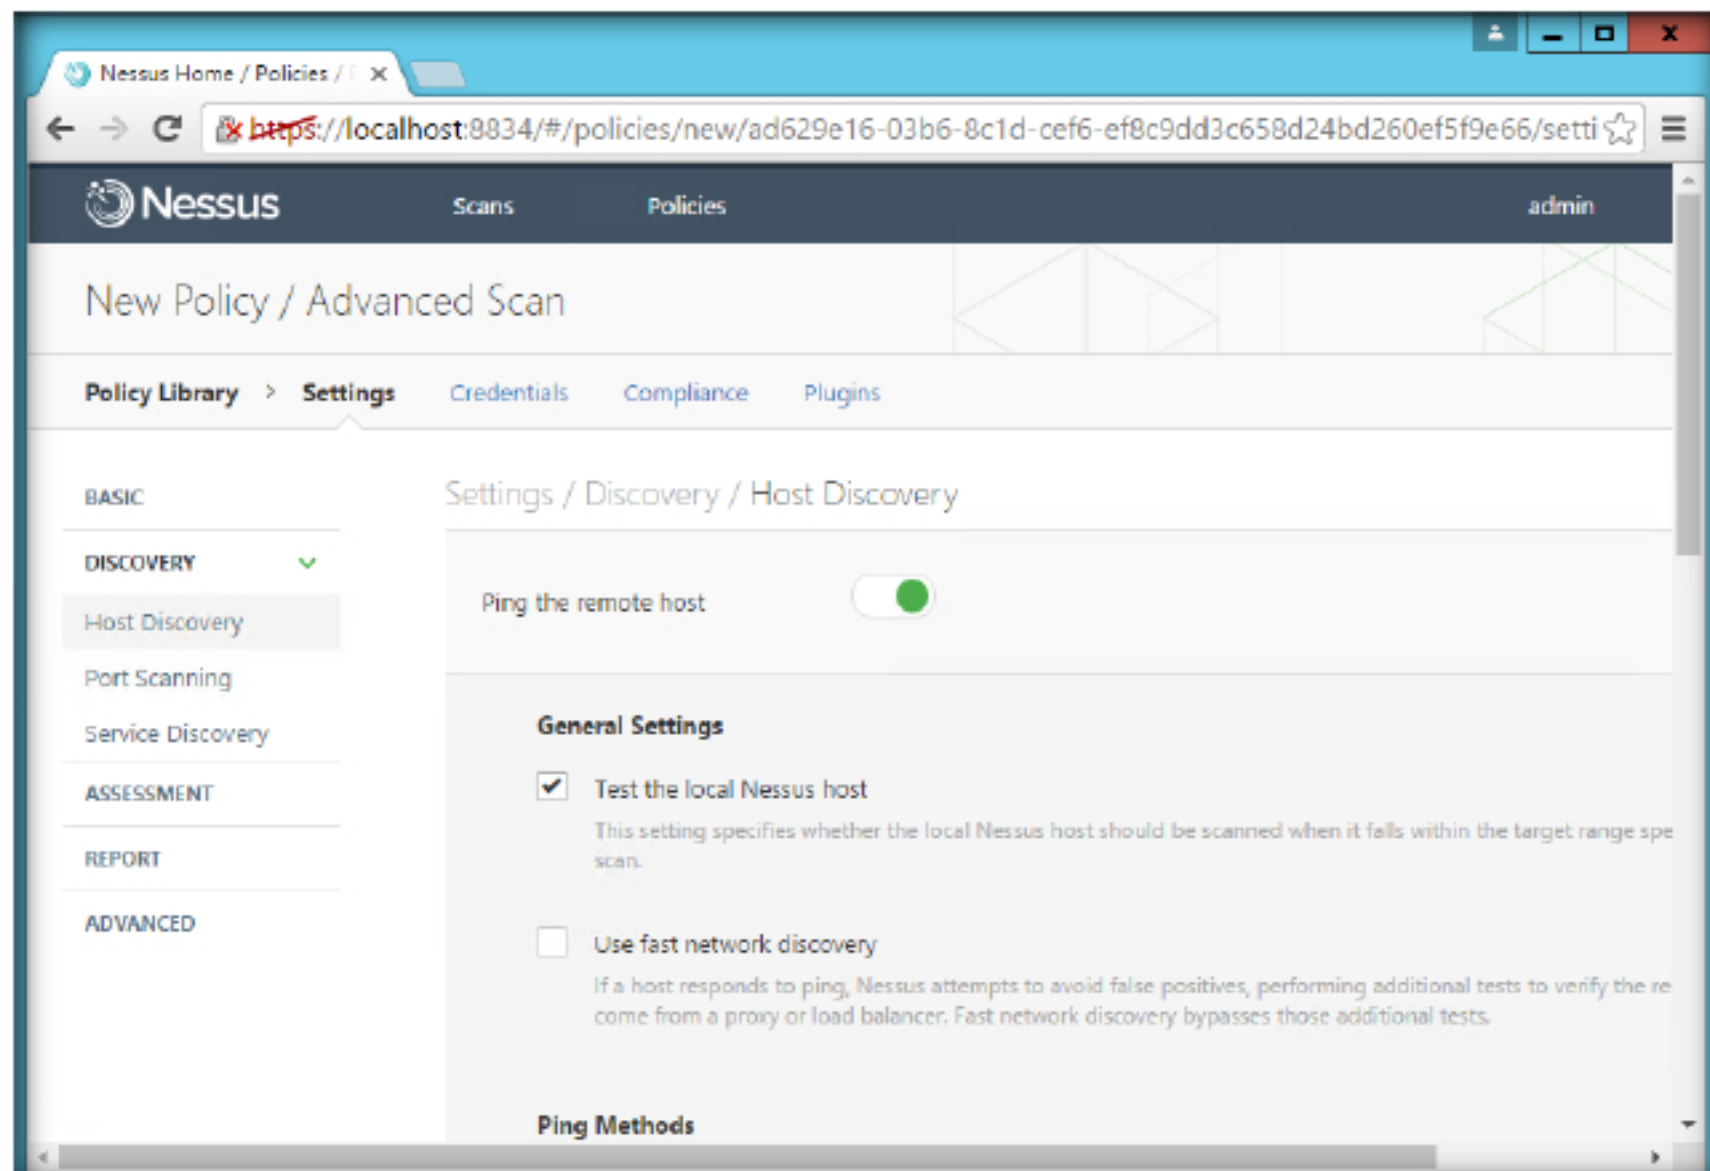 Nessus Home / Policies /
https://localhost:8834/#/policies/new/ad629e16-03b6-8c1d-cef6-ef8c9dd3c658d24bd260ef5f9e66/setti
Nessus Scans Policies admin
New Policy / Advanced Scan
Policy Library > Settings Credentials Compliance Plugins
BASIC
DISCOVERY
Host Discovery
Port Scanning
Service Discovery
ASSESSMENT
REPORT
ADVANCED
Settings / Discovery / Host Discovery
Ping the remote host
General Settings
Test the local Nessus host
This setting specifies whether the local Nessus host should be scanned when it falls within the target range spe
scan.
Use fast network discovery
If a host responds to ping, Nessus attempts to avoid false positives, performing additional tests to verify the re
come from a proxy or load balancer. Fast network discovery bypasses those additional tests.
Ping Methods